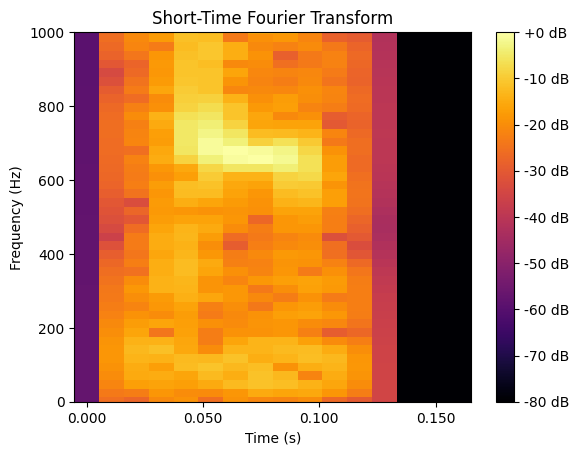 Short-Time Fourier Transform
1000
800
600
400
200
0
Frequency (Hz)
0.000
0.050
0.100
0.150
Time (s)
+0 dB
-10 dB
-20 dB
-30 dB
-40 dB
-50 dB
-60 dB
-70 dB
-80 dB